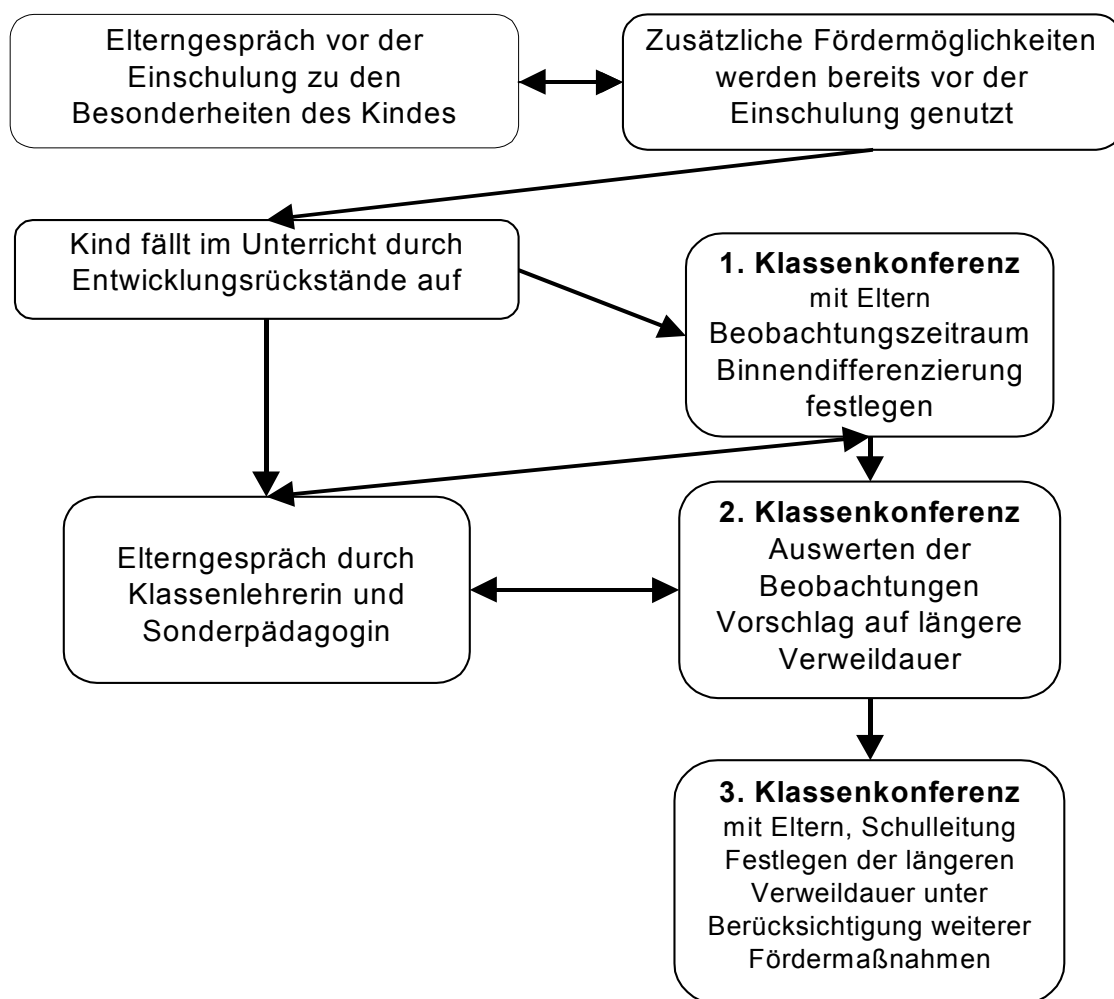 Elterngespräch vor der
Einschulung zu den
Besonderheiten des Kindes
Zusätzliche Fördermöglichkeiten
werden bereits vor der
Einschulung genutzt
Kind fällt im Unterricht durch
Entwicklungsrückstände auf
1. Klassenkonferenz
mit Eltern
Beobachtungszeitraum
Binnendifferenzierung
festlegen
Elterngespräch durch
Klassenlehrerin und
Sonderpädagogin
2. Klassenkonferenz
Auswerten der
Beobachtungen
Vorschlag auf längere
Verweildauer
3. Klassenkonferenz
mit Eltern, Schulleitung
Festlegen der längeren
Verweildauer unter
Berücksichtigung weiterer
Fördermaßnahmen